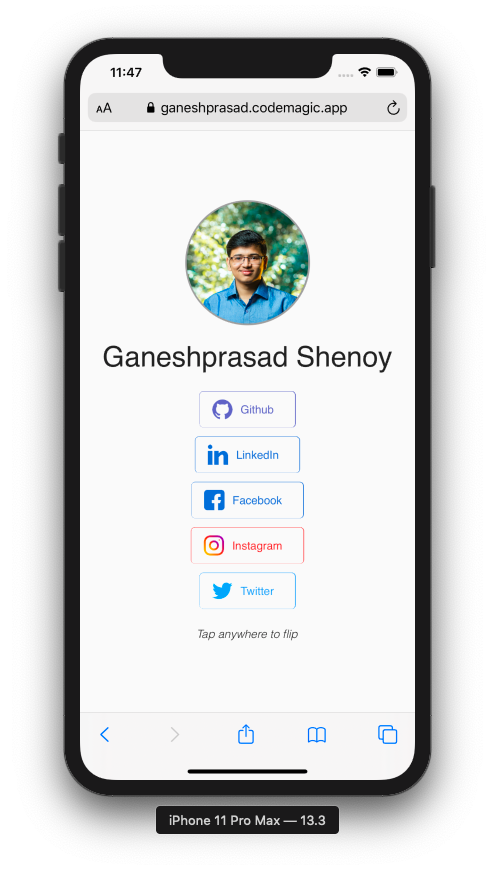 11:47
AA ganeshprasad.codemagic.app
Ganeshprasad Shenoy
Github
LinkedIn
Facebook
Instagram
Twitter
Tap anywhere to flip
iPhone 11 Pro Max — 13.3